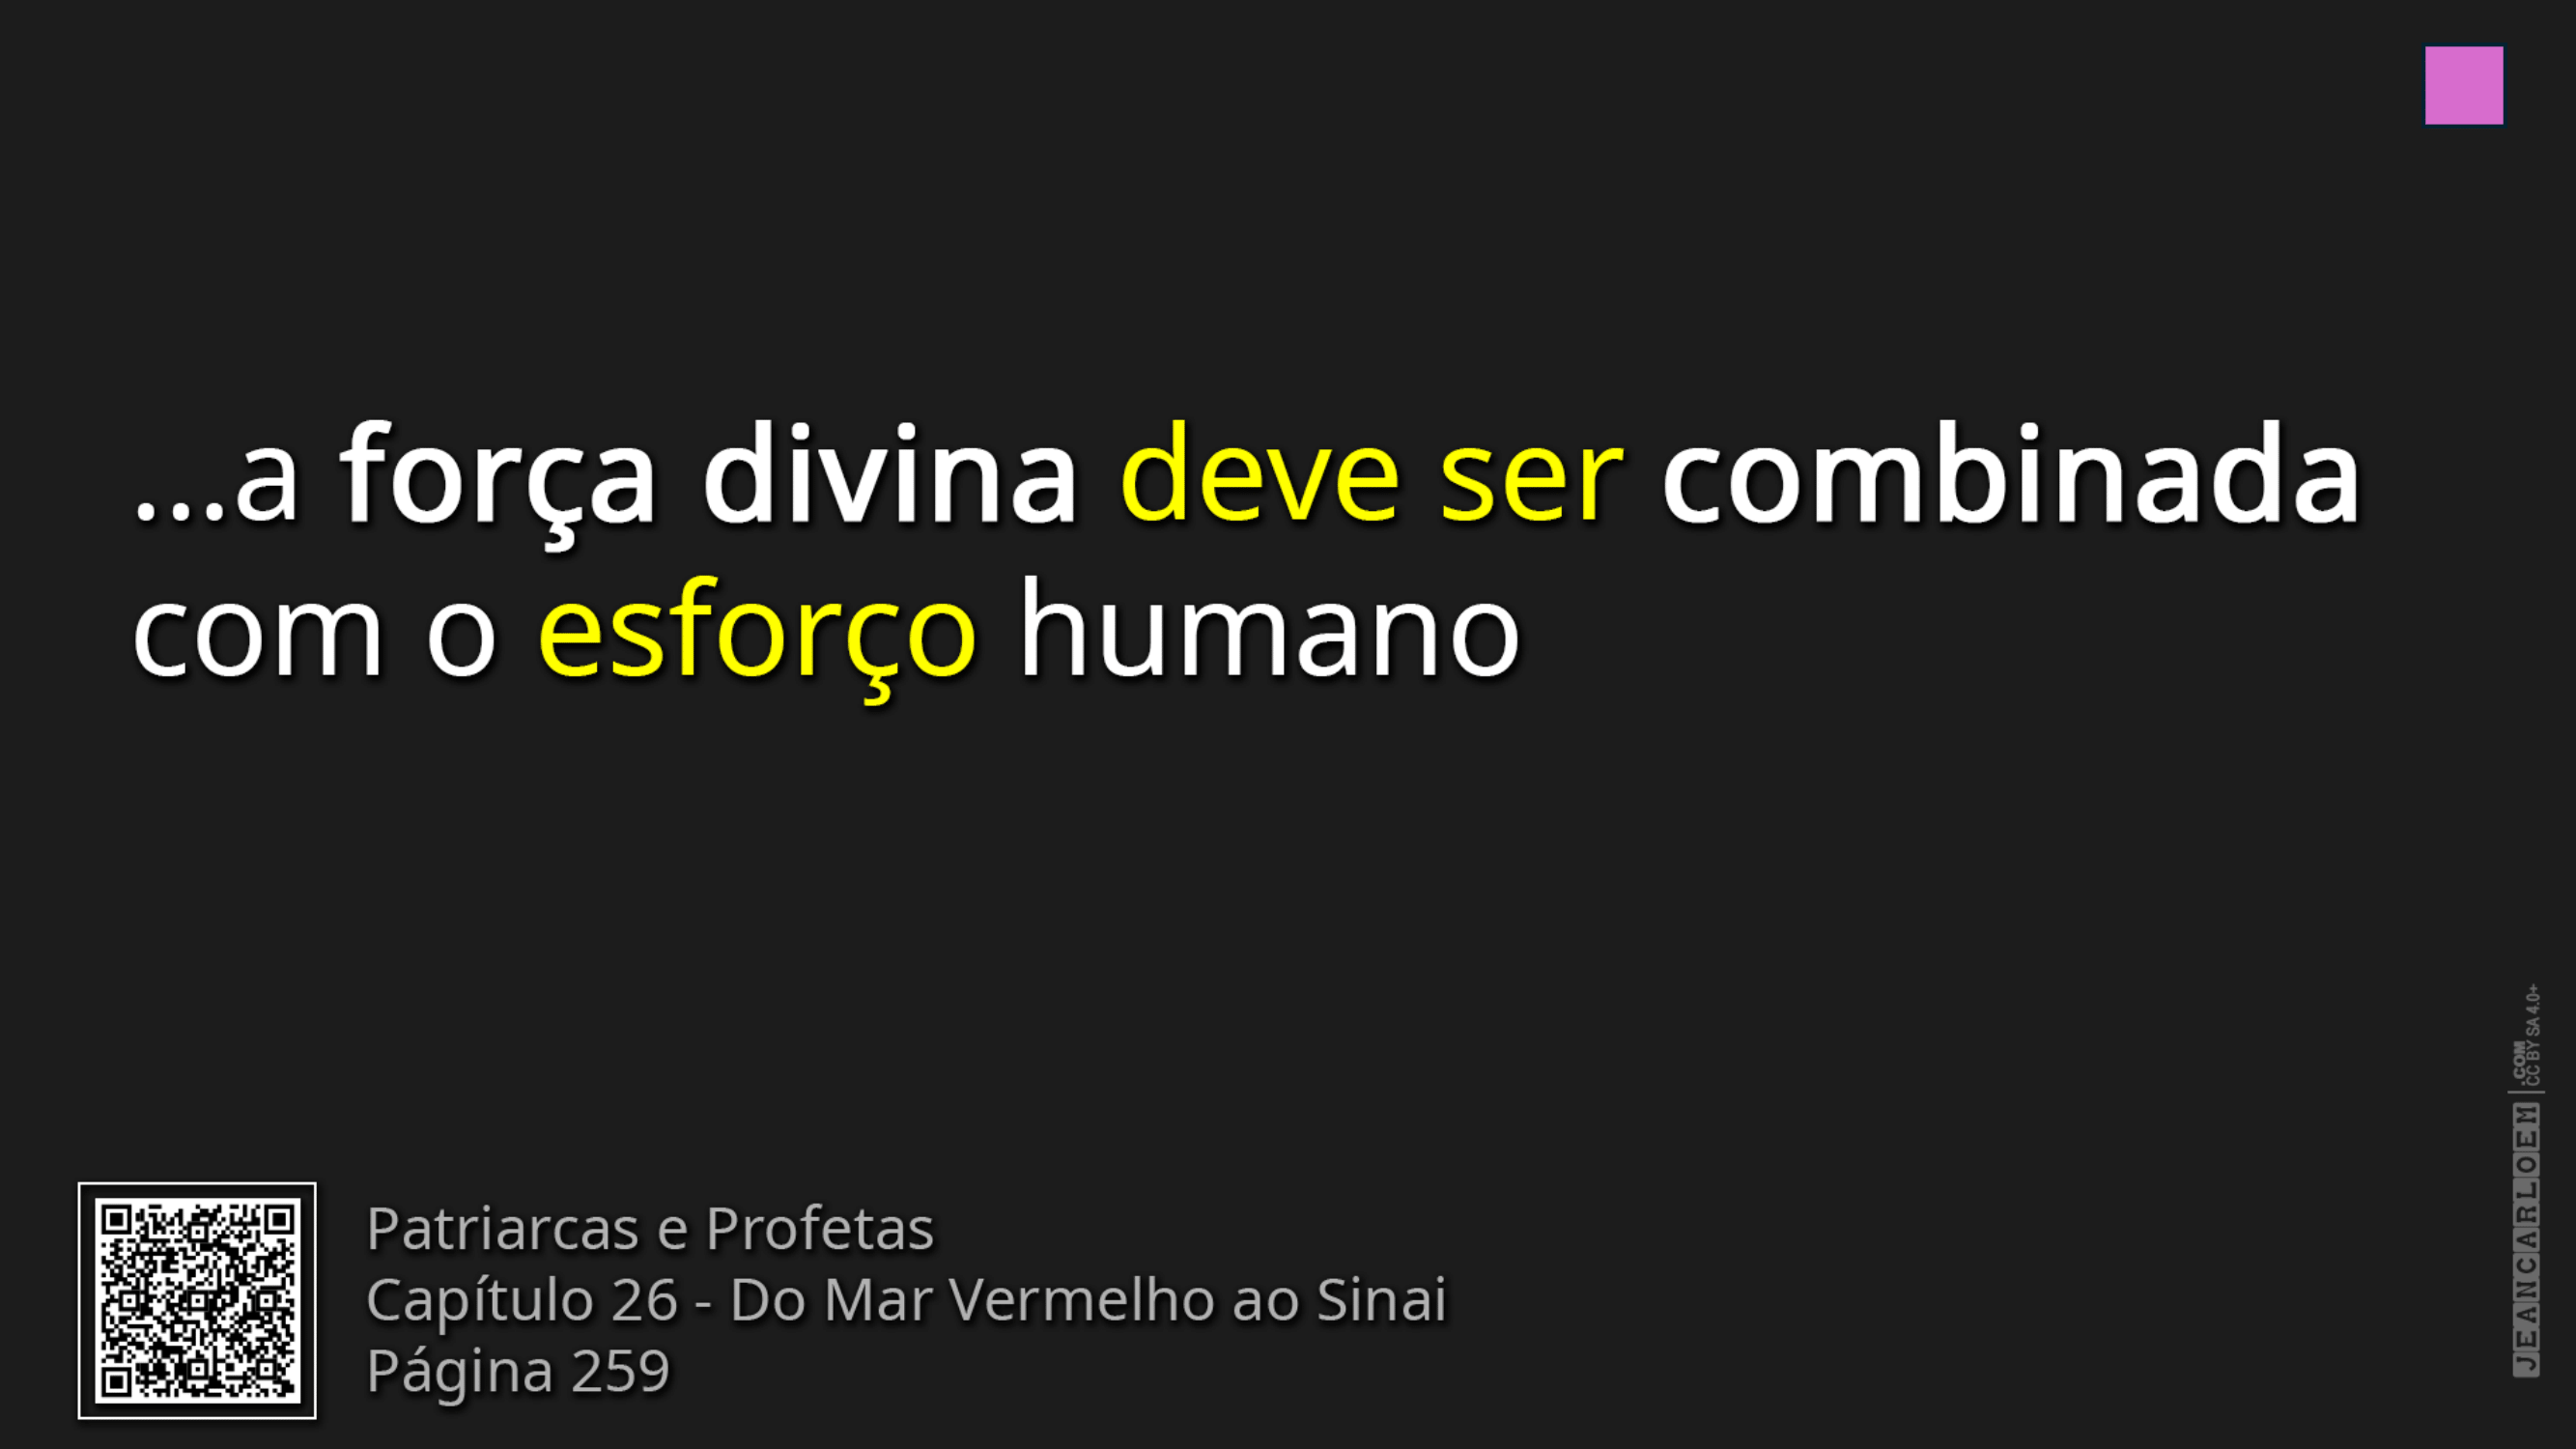 ...a força divina deve ser combinada
com o esforço humano
Patriarcas e Profetas
Capítulo 26 - Do Mar Vermelho ao Sinai
Página 259
JEANCARLOEM
.COM
CC BY SA 4.0+